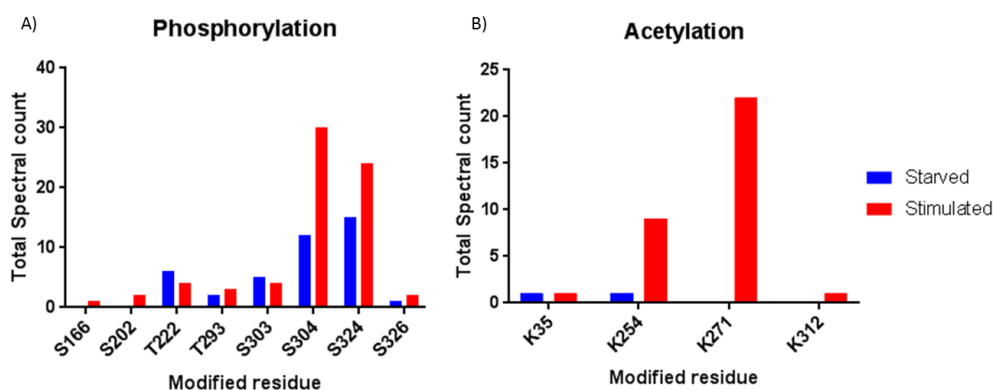 A)
Phosphorylation
Total Spectral count
40
30
20
10
0
S166
S202
T222
T293
S303
S304
S324
S326
Modified residue
B)
Acetylation
Total Spectral count
25
20
15
10
5
0
K35
K254
K271
K312
Modified residue
Starved
Stimulated